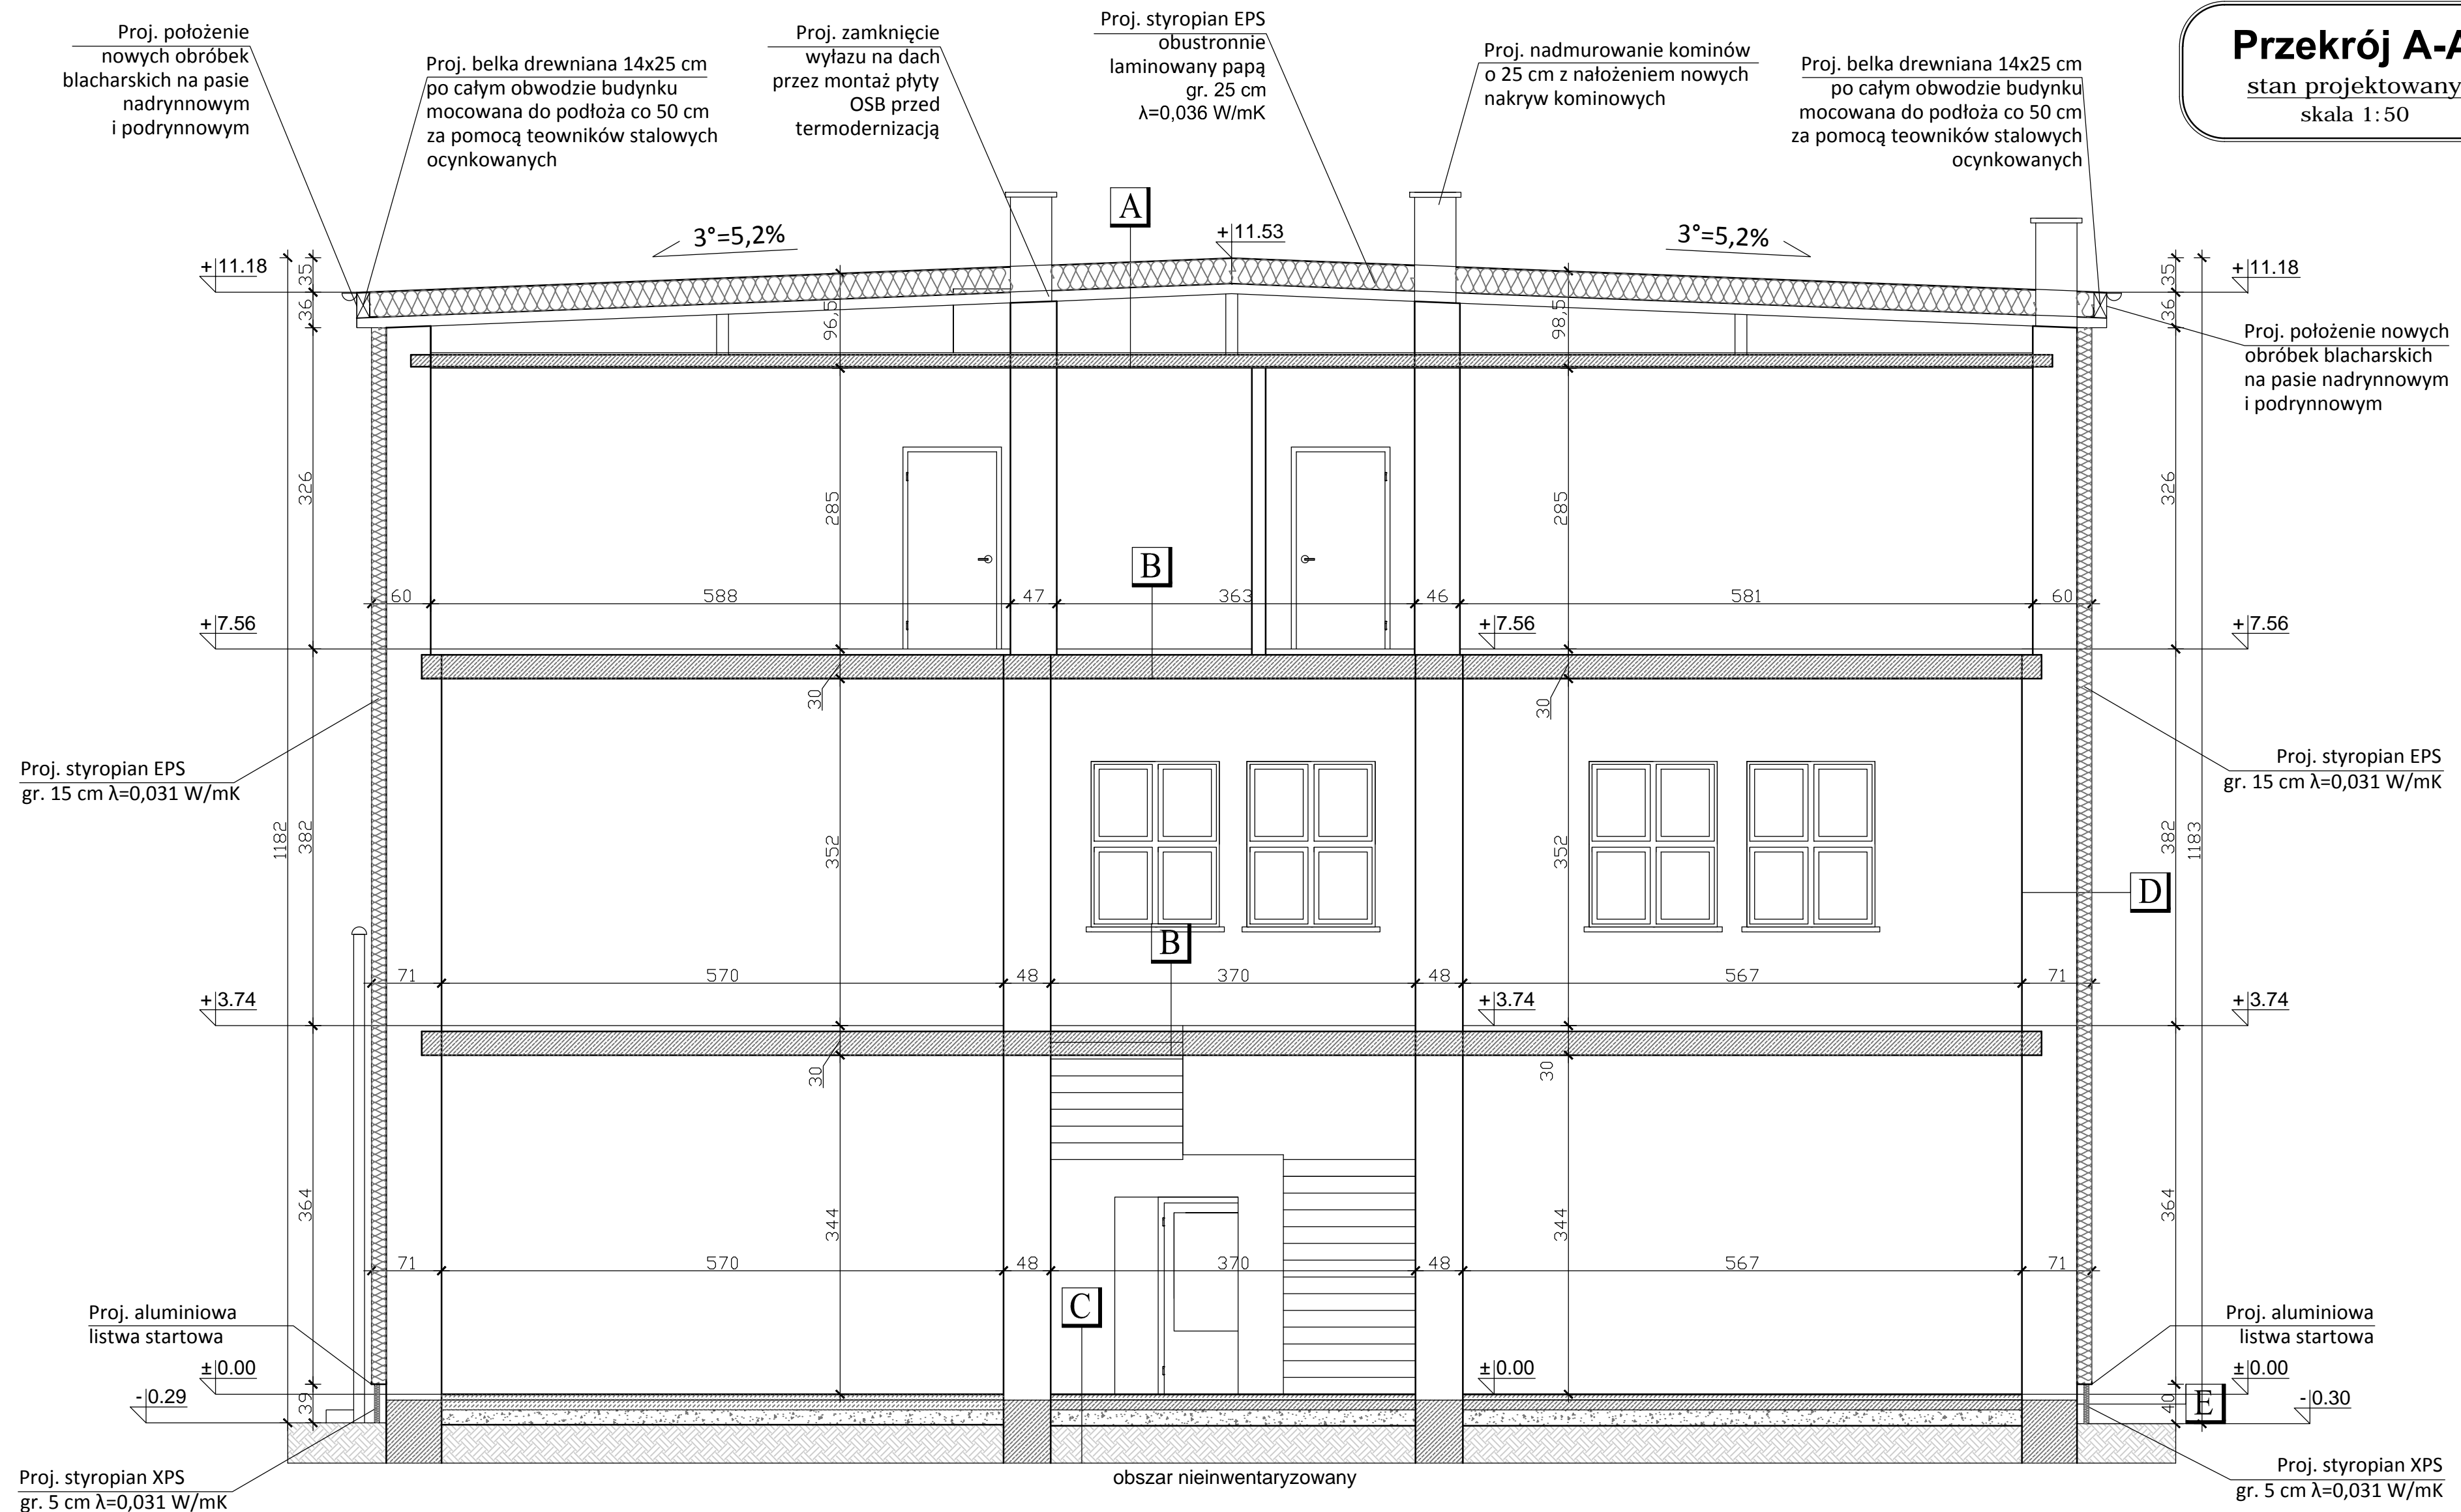 Proj. położenie
nowych obróbek
blacharskich na pasie
nadrynnowym
i podrynnowym
Proj. belka drewniana 14x25 cm
po całym obwodzie budynku
mocowana do podłoża co 50 cm
za pomocą teowników stalowych
ocynkowanych
Proj. zamknięcie
wyłazu na dach
przez montaż płyty
OSB przed
termodernizacją
Proj. styropian EPS
obustronnie
laminowany papą
gr. 25 cm
λ=0,036 W/mK
Proj. nadmurowanie kominów
o 25 cm z nałożeniem nowych
nakryw kominowych
Proj. belka drewniana 14x25 cm
po całym obwodzie budynku
mocowana do podłoża co 50 cm
za pomocą teowników stalowych
ocynkowanych
Przekrój A-A
stan projektowany
skala 1:50
A
3°=5,2%
+11.53
3°=5,2%
+11.18
35
36
96,5
98,5
35
36
+11.18
Proj. położenie nowych
obróbek blacharskich
na pasie nadrynnowym
i podrynnowym
326
285
285
326
B
60
588
47
363
46
581
60
+7.56
+7.56
+7.56
30
30
Proj. styropian EPS
gr. 15 cm λ=0,031 W/mK
Proj. styropian EPS
gr. 15 cm λ=0,031 W/mK
1182
382
352
352
382
1183
D
B
71
570
48
370
48
567
71
+3.74
+3.74
+3.74
30
30
364
344
344
364
71
570
48
370
48
567
71
C
Proj. aluminiowa
listwa startowa
Proj. aluminiowa
listwa startowa
±0.00
±0.00
±0.00
-0.29
39
40
E
-0.30
obszar nieinwentaryzowany
Proj. styropian XPS
gr. 5 cm λ=0,031 W/mK
Proj. styropian XPS
gr. 5 cm λ=0,031 W/mK